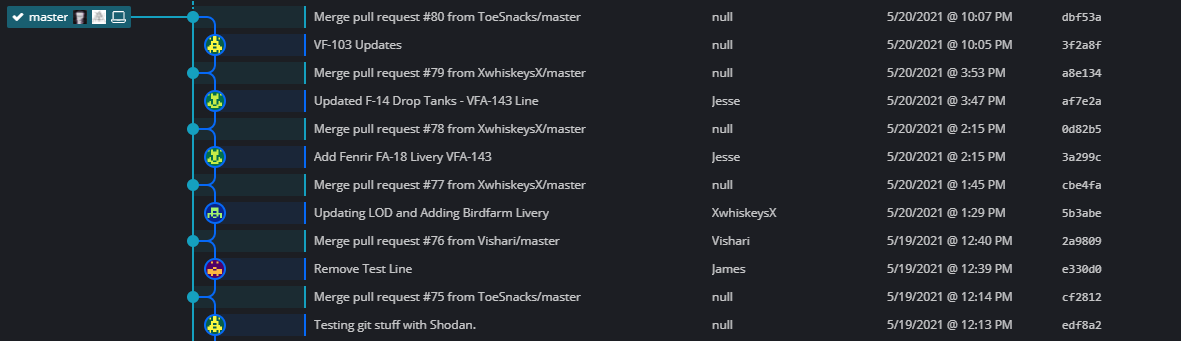 master Merge pull request #80 from ToeSnacks/master null 5/20/2021 @ 10:07 PM dbf53a
VF-103 Updates null 5/20/2021 @ 10:05 PM 3f2a8f
Merge pull request #79 from XwhiskeysX/master null 5/20/2021 @ 3:53 PM a8e134
Updated F-14 Drop Tanks - VFA-143 Line Jesse 5/20/2021 @ 3:47 PM af7e2a
Merge pull request #78 from XwhiskeysX/master null 5/20/2021 @ 2:15 PM 0d82b5
Add Fenrir FA-18 Livery VFA-143 Jesse 5/20/2021 @ 2:15 PM 3a299c
Merge pull request #77 from XwhiskeysX/master null 5/20/2021 @ 1:45 PM cbe4fa
Updating LOD and Adding Birdfarm Livery XwhiskeysX 5/20/2021 @ 1:29 PM 5b3abe
Merge pull request #76 from Vishari/master Vishari 5/19/2021 @ 12:40 PM 2a9809
Remove Test Line James 5/19/2021 @ 12:39 PM e330d0
Merge pull request #75 from ToeSnacks/master null 5/19/2021 @ 12:14 PM cf2812
Testing git stuff with Shodan. null 5/19/2021 @ 12:13 PM edf8a2